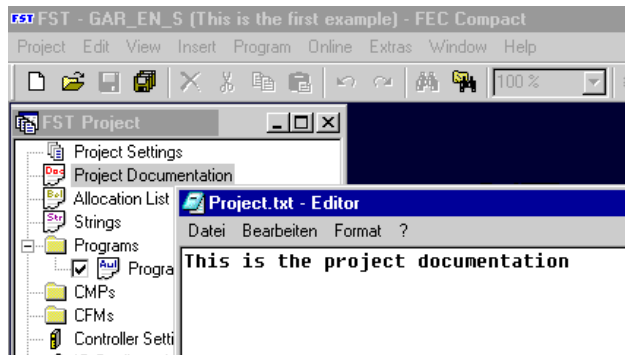 FST FST - GAR_EN_S (This is the first example) - FEC Compact
Project Edit View Insert Program Online Extras Window Help
100 %
FST Project
Project Settings
Doc Project Documentation
Bel Allocation List
Str Strings
Programs
Awl Progra
CMPs
CFMs
Controller Setti
Project.txt - Editor
Datei Bearbeiten Format ?
This is the project documentation